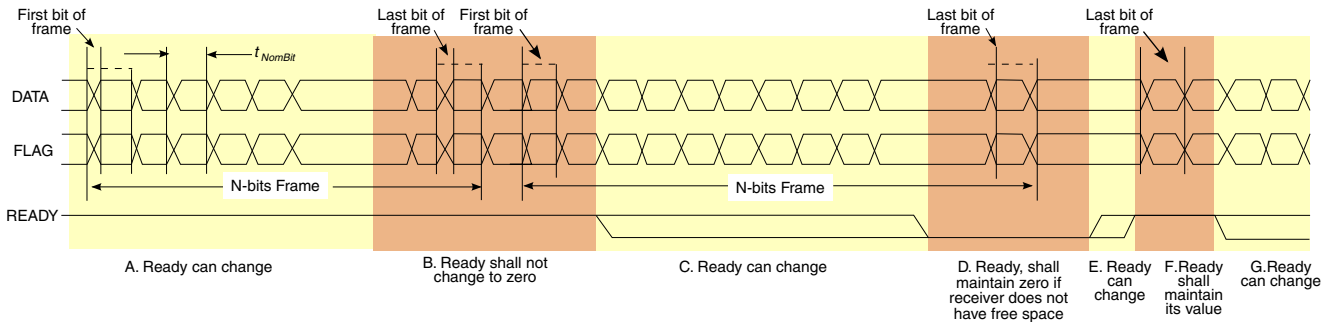 First bit of
frame
t NomBit
Last bit of
frame
First bit of
frame
Last bit of
frame
Last bit of
frame
DATA
FLAG
N-bits Frame
N-bits Frame
READY
A. Ready can change
B. Ready shall not
change to zero
C. Ready can change
D. Ready, shall
maintain zero if
receiver does not
have free space
E. Ready
can
change
F.Ready
shall
maintain
its value
G.Ready
can change